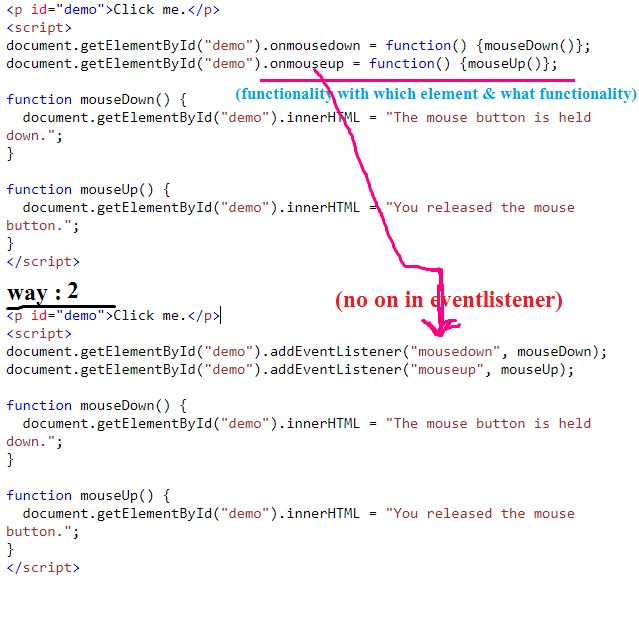 <p id="demo">Click me.</p>
<script>
document.getElementById("demo").onmousedown = function() {mouseDown()};
document.getElementById("demo").onmouseup = function() {mouseUp()};
(functionality with which element & what functionality)
function mouseDown() {
  document.getElementById("demo").innerHTML = "The mouse button is held
down.";
}
function mouseUp() {
  document.getElementById("demo").innerHTML = "You released the mouse
button.";
}
</script>
way : 2
(no on in eventlistener)
<p id="demo">Click me.</p>
<script>
document.getElementById("demo").addEventListener("mousedown", mouseDown);
document.getElementById("demo").addEventListener("mouseup", mouseUp);
function mouseDown() {
  document.getElementById("demo").innerHTML = "The mouse button is held
down.";
}
function mouseUp() {
  document.getElementById("demo").innerHTML = "You released the mouse
button.";
}
</script>